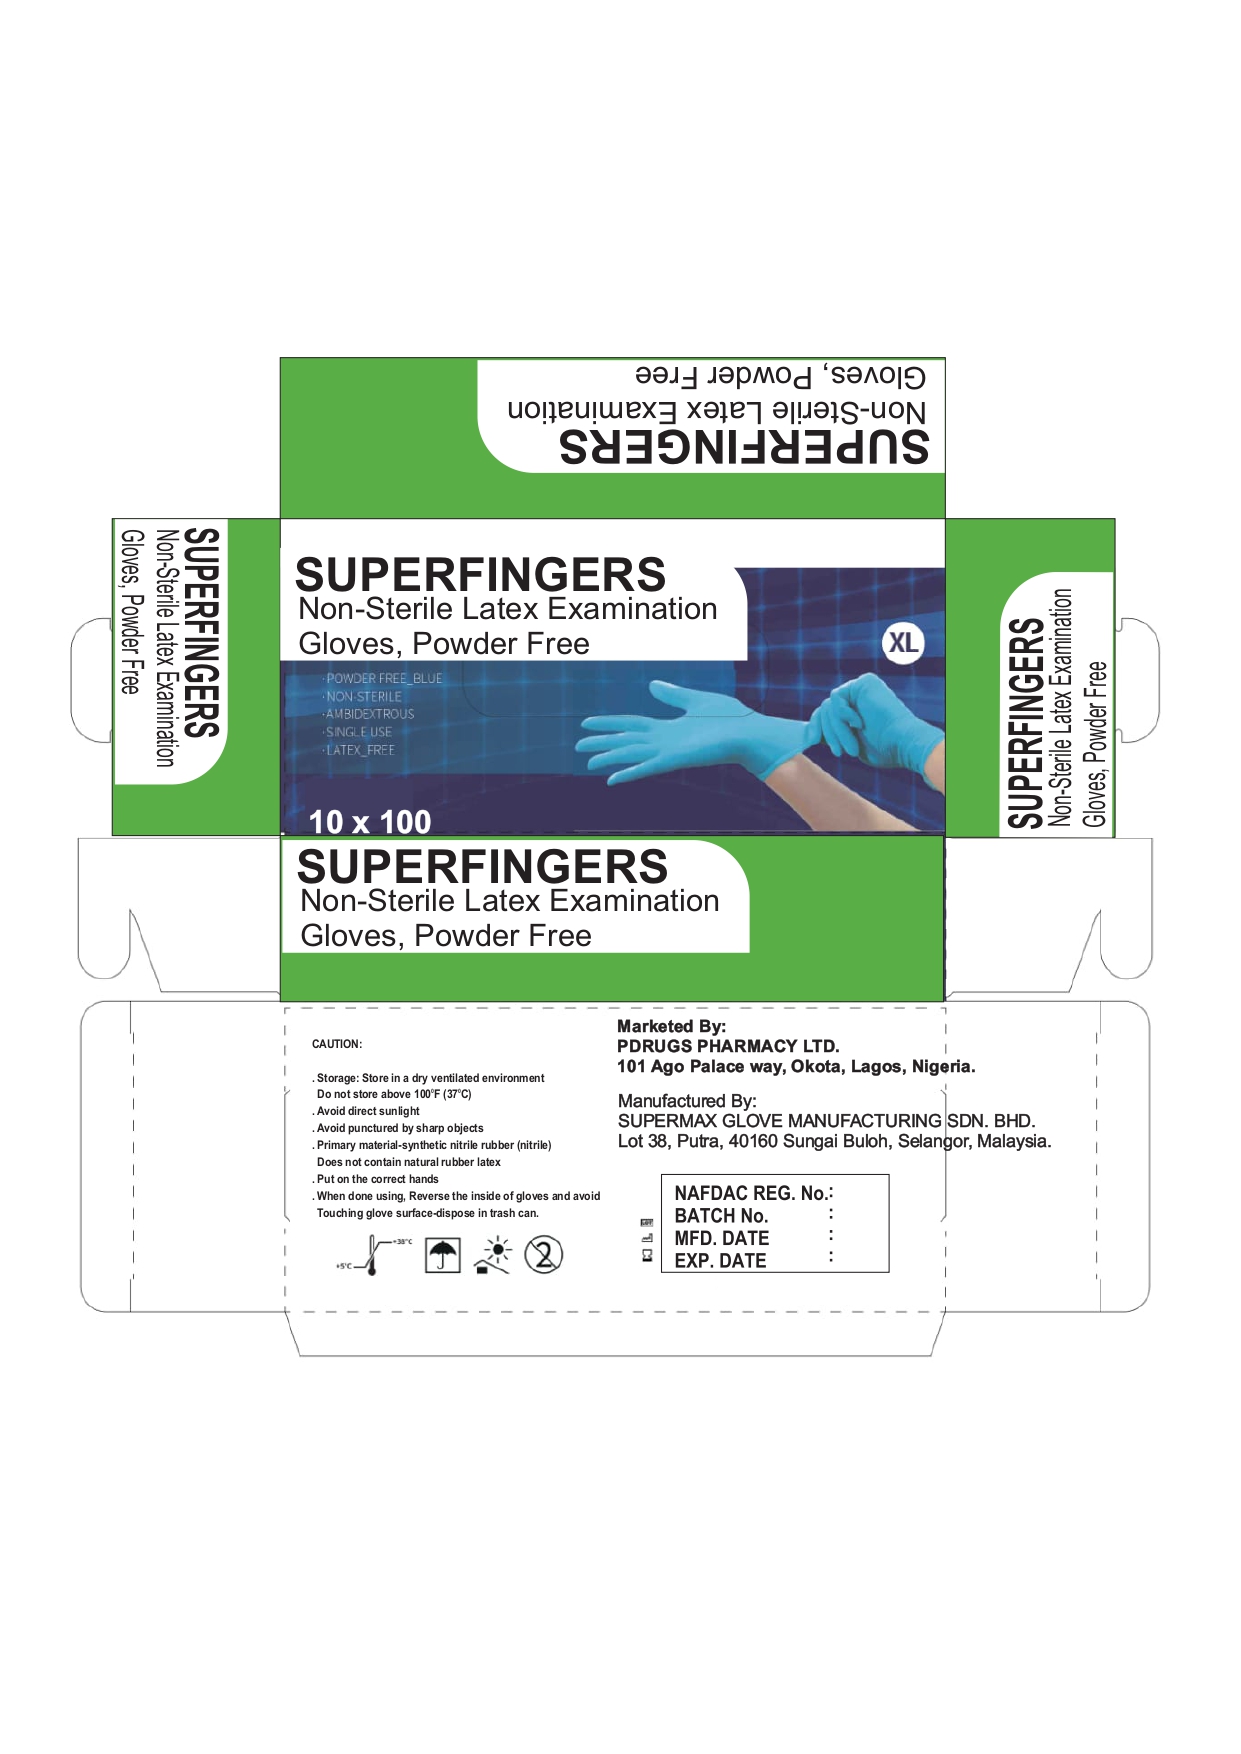 SUPERFINGERS
Non-Sterile Latex Examination
Gloves, Powder Free
SUPERFINGERS
Non-Sterile Latex Examination
Gloves, Powder Free
SUPERFINGERS
Non-Sterile Latex Examination
Gloves, Powder Free
XL
· POWDER FREE_BLUE
· NON-STERILE
· AMBIDEXTROUS
· SINGLE USE
· LATEX_FREE
10 x 100
SUPERFINGERS
Non-Sterile Latex Examination
Gloves, Powder Free
SUPERFINGERS
Non-Sterile Latex Examination
Gloves, Powder Free
CAUTION:
. Storage: Store in a dry ventilated environment
Do not store above 100°F (37°C)
. Avoid direct sunlight
. Avoid punctured by sharp objects
. Primary material-synthetic nitrile rubber (nitrile)
Does not contain natural rubber latex
. Put on the correct hands
. When done using, Reverse the inside of gloves and avoid
Touching glove surface-dispose in trash can.
+5°C
+38°C
2
Marketed By:
PDRUGS PHARMACY LTD.
101 Ago Palace way, Okota, Lagos, Nigeria.
Manufactured By:
SUPERMAX GLOVE MANUFACTURING SDN. BHD.
Lot 38, Putra, 40160 Sungai Buloh, Selangor, Malaysia.
NAFDAC REG. No.:
BATCH No. :
MFD. DATE :
EXP. DATE :